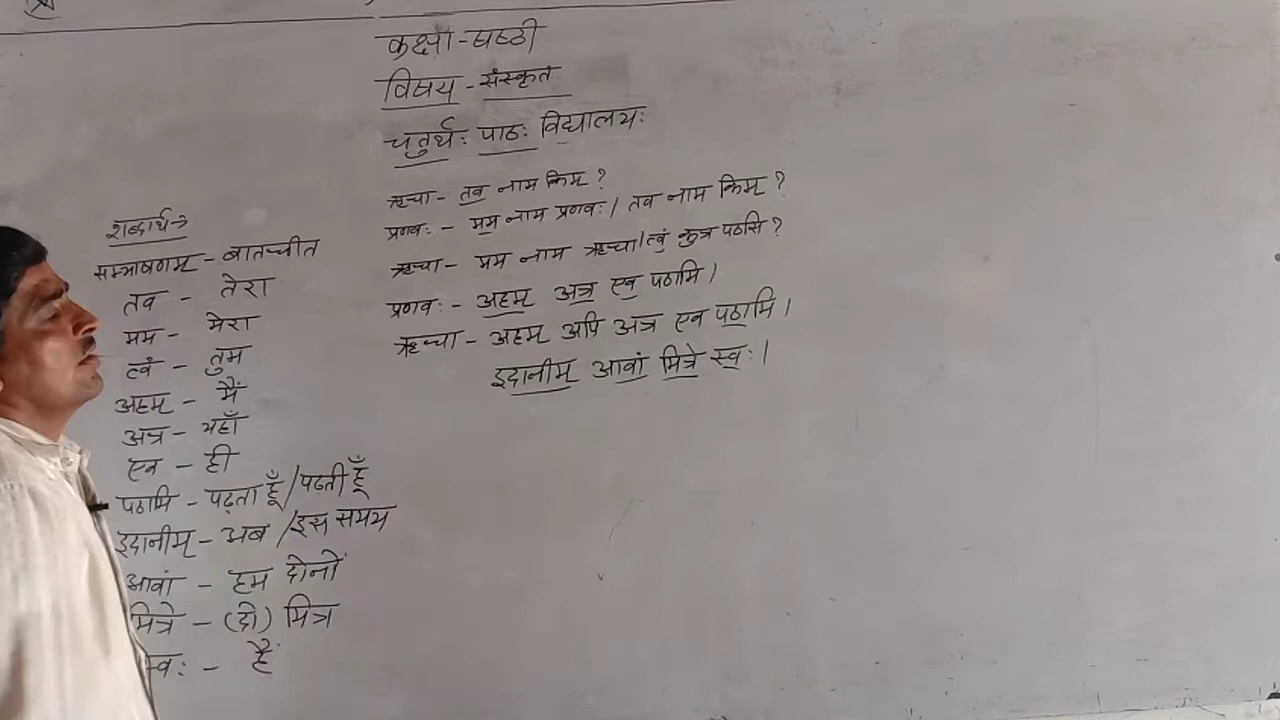 कक्षा - षष्ठी
विषय - संस्कृत
चतुर्थः पाठः विद्यालयः
ऋचा - तव नाम किम् ?
प्रणवः - मम नाम प्रणवः / तव नाम किम् ?
ऋचा - मम नाम ऋचा / त्वं कुत्र पठसि ?
प्रणवः - अहम् अत्र एव पठामि /
ऋचा - अहम् अपि अत्र एव पठामि ।
इदानीम् आवां मित्रे स्वः /
शब्दार्थ→
सम्भाषणम् - बातचीत
तव - तेरा
मम - मेरा
त्वं - तुम
अहम् - मैं
अत्र - यहाँ
एव - ही
पठामि - पढ़ता हूँ / पढ़ती हूँ
इदानीम् - अब / इस समय
आवां - हम दोनों
मित्रे - (दो) मित्र
स्वः - हैं